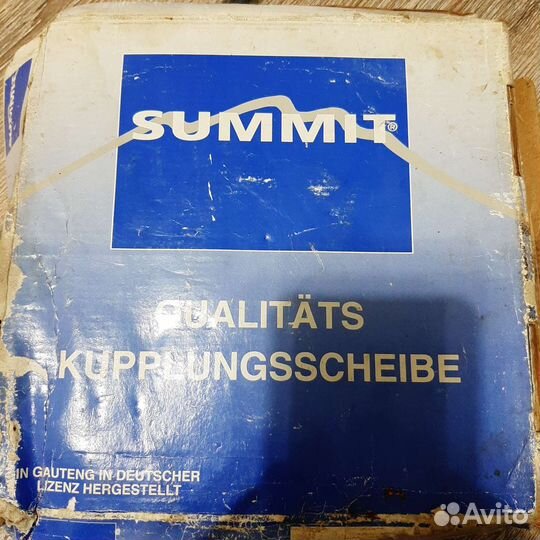 SUMMIT®
QUALITÄTS
KUPPLUNGSSCHEIBE
IN GAUTENG IN DEUTSCHER
LIZENZ HERGESTELLT
Avito